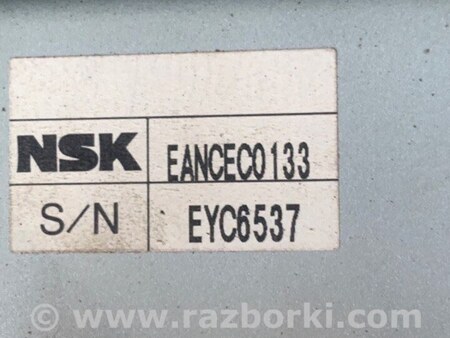 NSK EANCEC0133
S/N EYC6537
© www.razborki.com